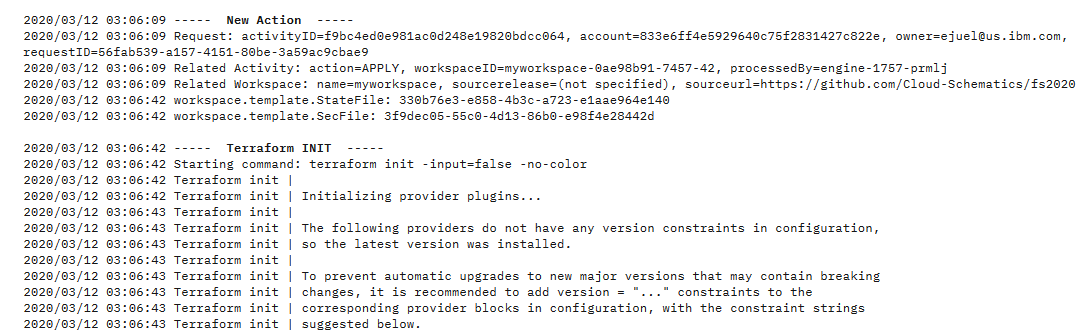 2020/03/12 03:06:09 -----  New Action  -----
2020/03/12 03:06:09 Request: activityID=f9bc4ed0e981ac0d248e19820bdcc064, account=833e6ff4e5929640c75f2831427c822e, owner=ejuel@us.ibm.com,
requestID=56fab539-a157-4151-80be-3a59ac9cbae9
2020/03/12 03:06:09 Related Activity: action=APPLY, workspaceID=myworkspace-0ae98b91-7457-42, processedBy=engine-1757-prmlj
2020/03/12 03:06:09 Related Workspace: name=myworkspace, sourcerelease=(not specified), sourceurl=https://github.com/Cloud-Schematics/fs2020
2020/03/12 03:06:42 workspace.template.StateFile: 330b76e3-e858-4b3c-a723-e1aae964e140
2020/03/12 03:06:42 workspace.template.SecFile: 3f9dec05-55c0-4d13-86b0-e98f4e28442d
2020/03/12 03:06:42 -----  Terraform INIT  -----
2020/03/12 03:06:42 Starting command: terraform init -input=false -no-color
2020/03/12 03:06:42 Terraform init |
2020/03/12 03:06:42 Terraform init | Initializing provider plugins...
2020/03/12 03:06:43 Terraform init |
2020/03/12 03:06:43 Terraform init | The following providers do not have any version constraints in configuration,
2020/03/12 03:06:43 Terraform init | so the latest version was installed.
2020/03/12 03:06:43 Terraform init |
2020/03/12 03:06:43 Terraform init | To prevent automatic upgrades to new major versions that may contain breaking
2020/03/12 03:06:43 Terraform init | changes, it is recommended to add version = "..." constraints to the
2020/03/12 03:06:43 Terraform init | corresponding provider blocks in configuration, with the constraint strings
2020/03/12 03:06:43 Terraform init | suggested below.